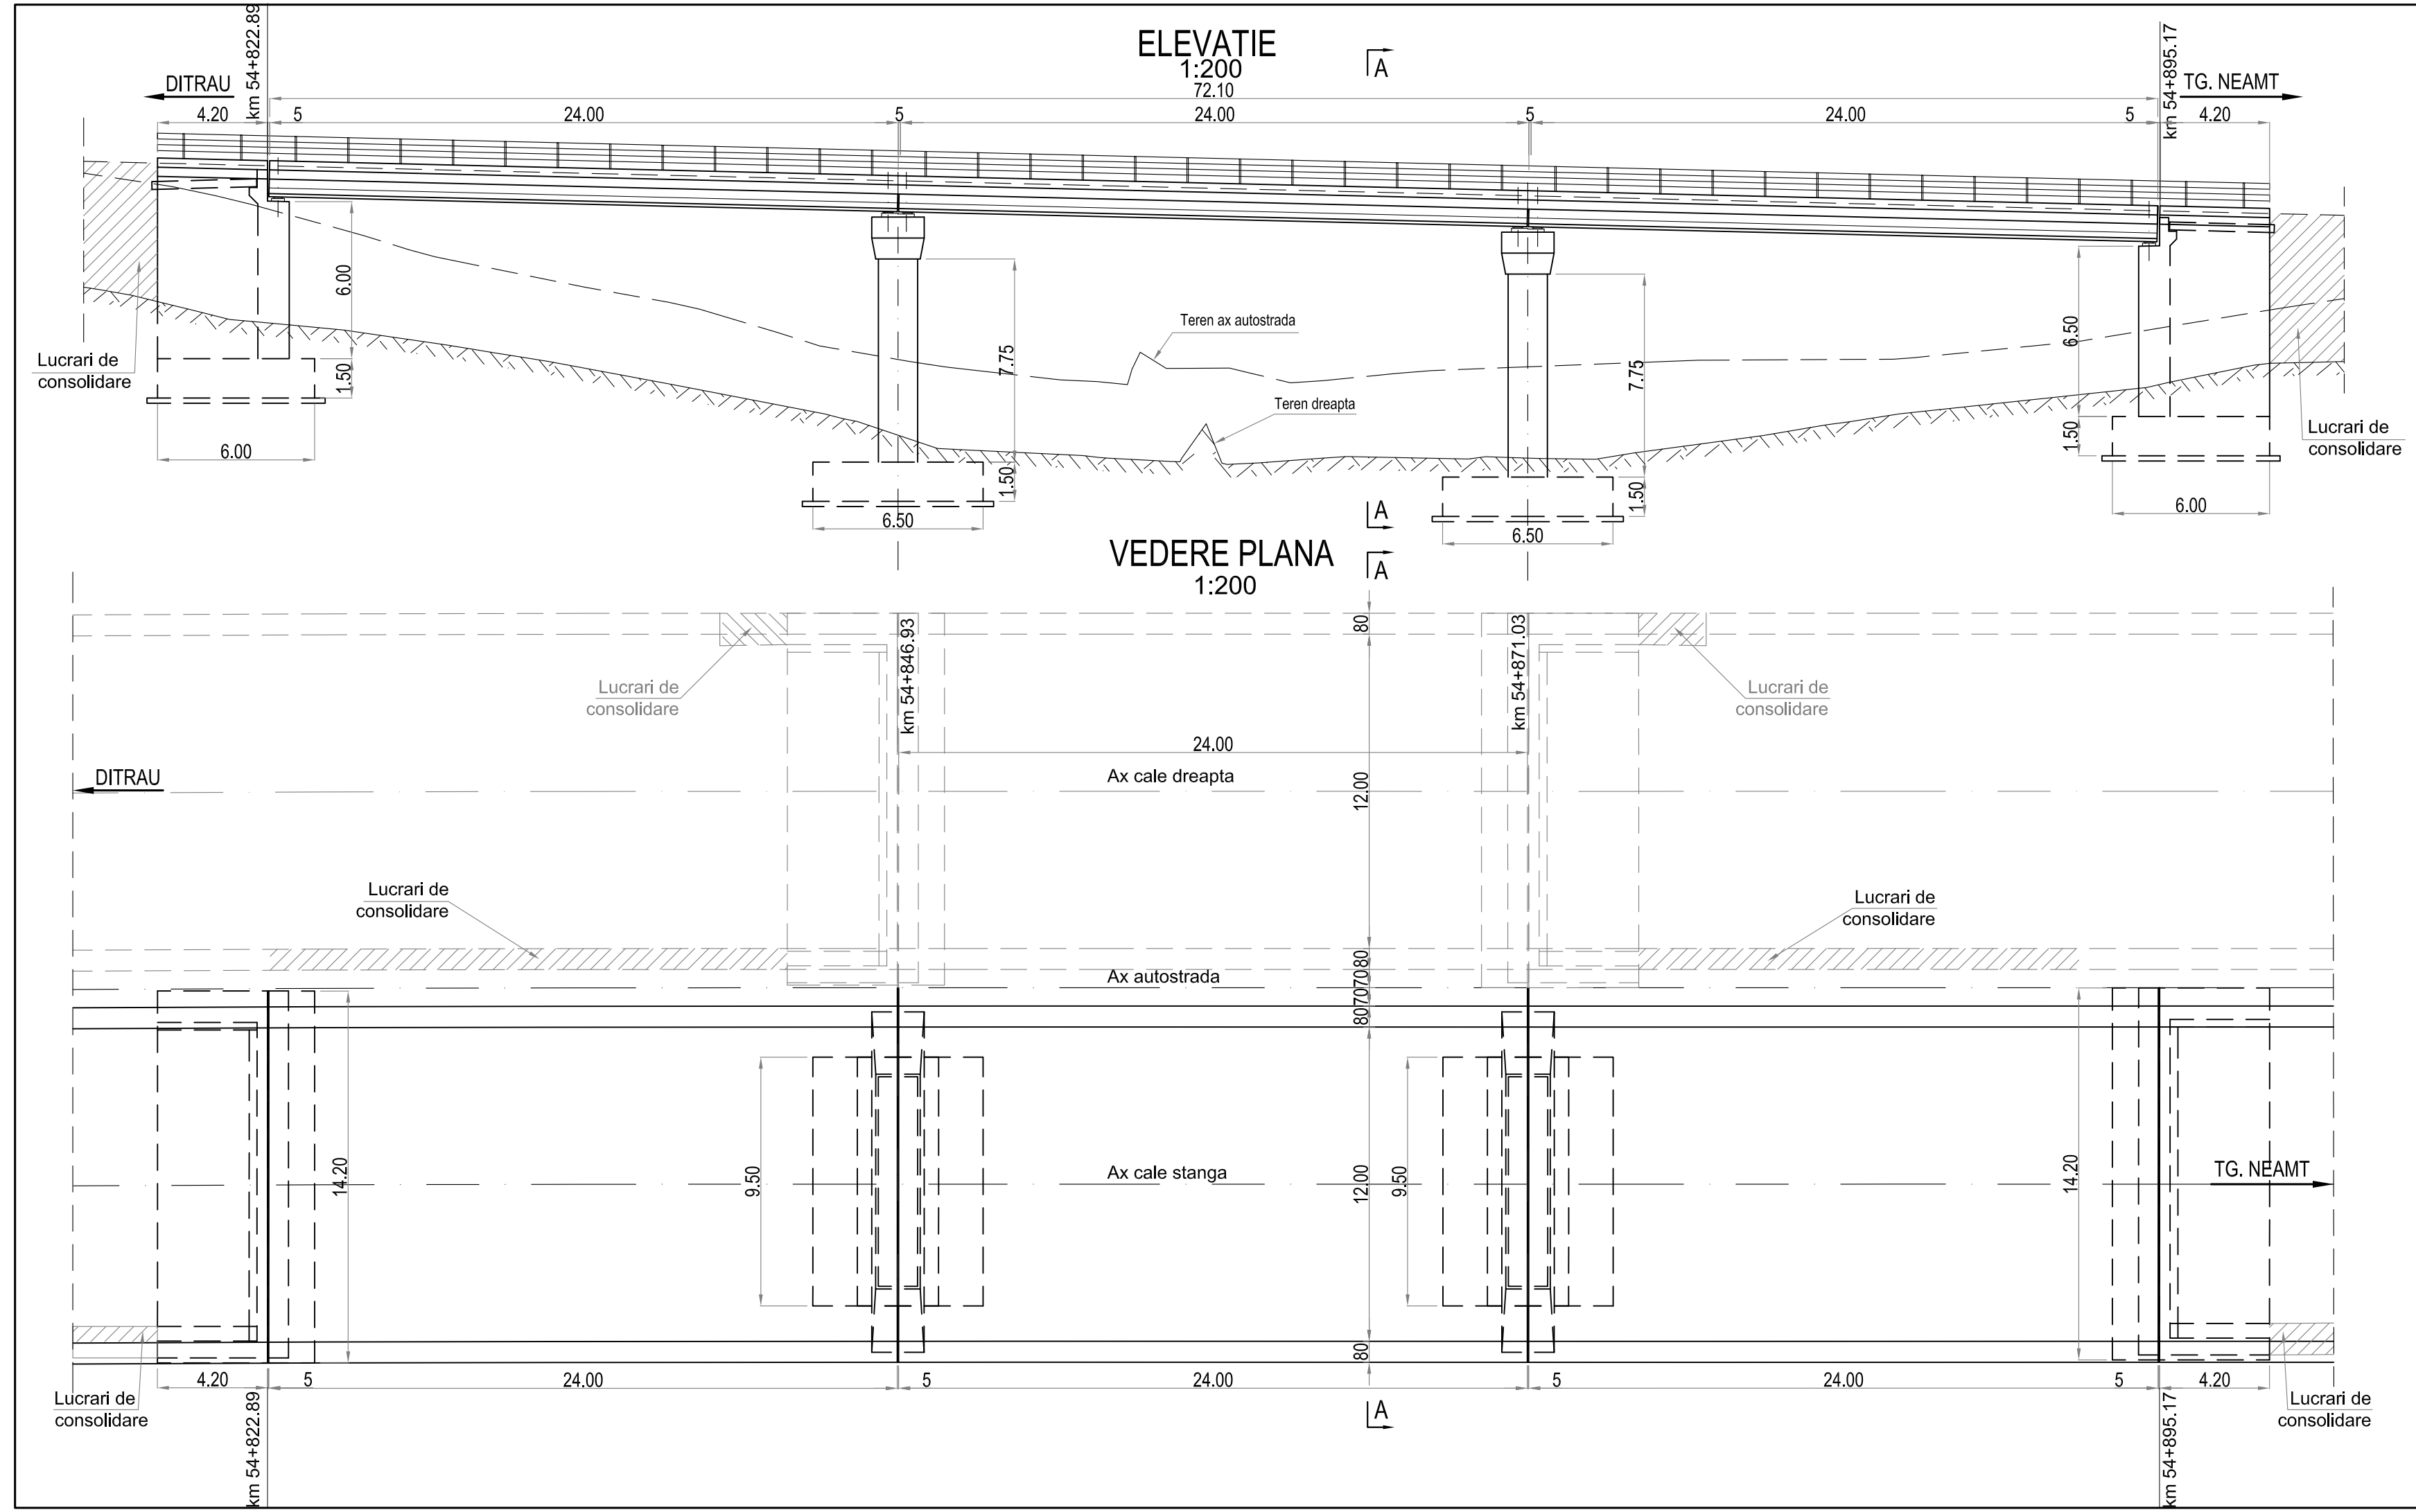 ELEVATIE
1:200
72.10
A
DITRAU
km 54+822.89
km 54+895.17
TG. NEAMT
4.20
5
24.00
5
24.00
5
24.00
5
4.20
Lucrari de
consolidare
6.00
1.50
6.00
7.75
1.50
6.50
Teren ax autostrada
Teren dreapta
7.75
1.50
6.50
6.50
1.50
6.00
Lucrari de
consolidare
A
VEDERE PLANA
1:200
A
80
km 54+846.93
km 54+871.03
Lucrari de
consolidare
Lucrari de
consolidare
24.00
DITRAU
Ax cale dreapta
12.00
Lucrari de
consolidare
Lucrari de
consolidare
80
70
Ax autostrada
70
80
14.20
9.50
Ax cale stanga
12.00
9.50
14.20
TG. NEAMT
80
4.20
5
24.00
5
24.00
5
24.00
5
4.20
Lucrari de
consolidare
km 54+822.89
A
km 54+895.17
Lucrari de
consolidare